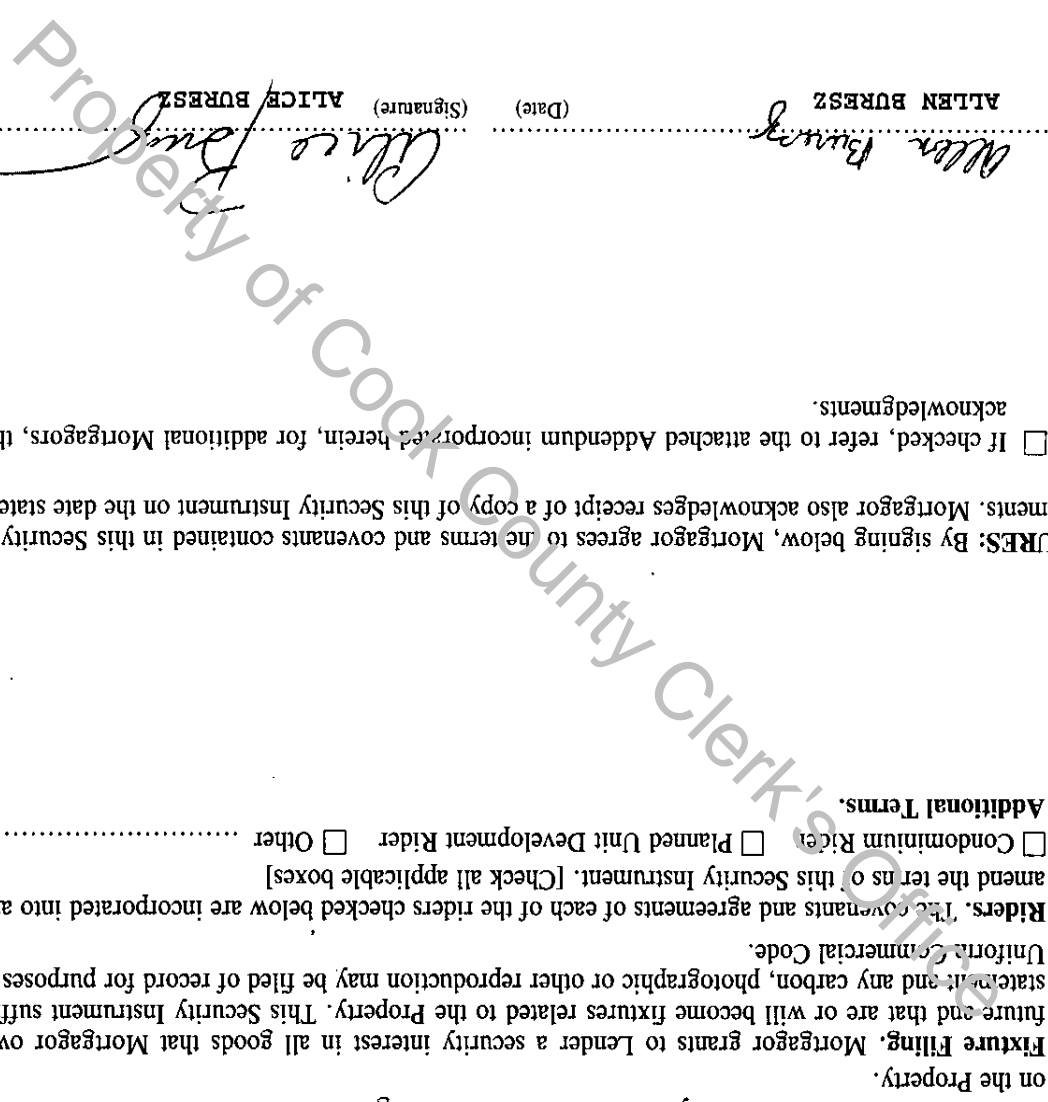 on the Property.
Fixture Filing. Mortgagor grants to Lender a security interest in all goods that Mortgagor ow
future and that are or will become fixtures related to the Property. This Security Instrument suff
statement and any carbon, photographic or other reproduction may be filed of record for purposes
Uniform Commercial Code.
Riders. The covenants and agreements of each of the riders checked below are incorporated into a
amend the terms of this Security Instrument. [Check all applicable boxes]
☐ Condominium Rider ☐ Planned Unit Development Rider ☐ Other ............................
Additional Terms.
URES: By signing below, Mortgagor agrees to the terms and covenants contained in this Security
ments. Mortgagor also acknowledges receipt of a copy of this Security Instrument on the date state
☐ If checked, refer to the attached Addendum incorporated herein, for additional Mortgagors, th
acknowledgments.
Allen Buresz Alice Buresz
ALLEN BURESZ (Date) (Signature) ALICE BURESZ
Property of Cook County Clerk's Office